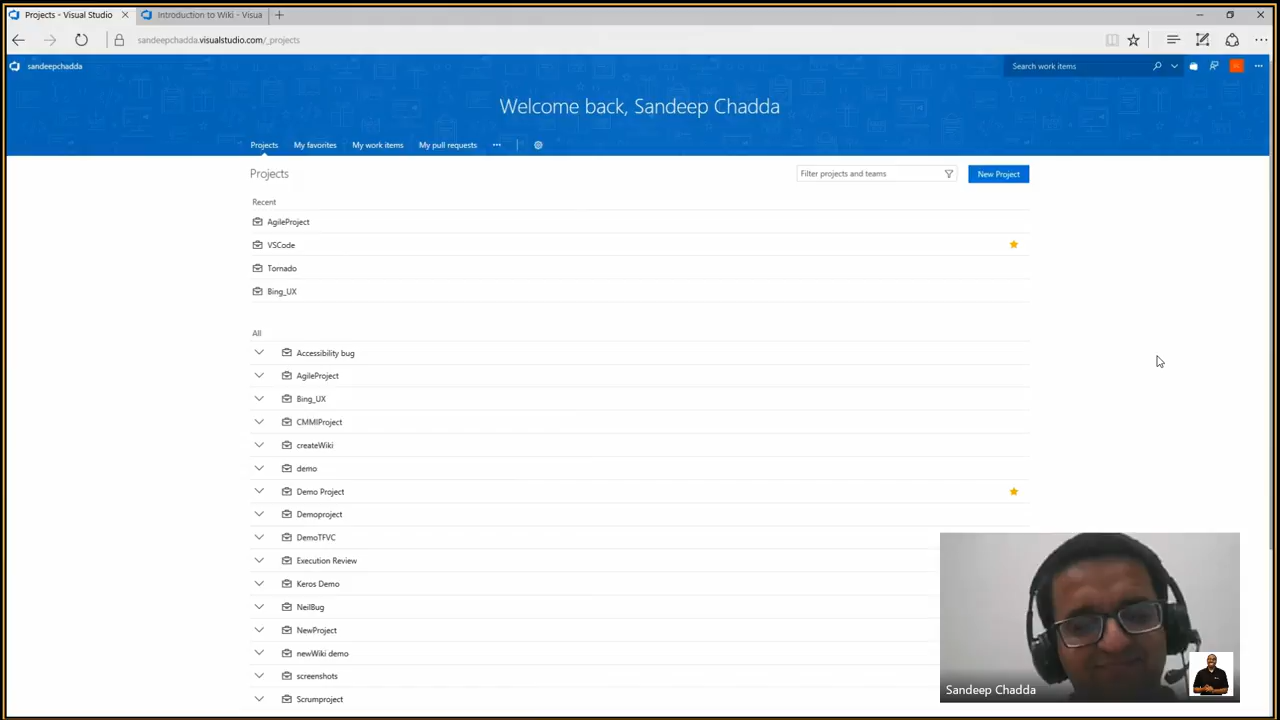 Projects - Visual Studio
Introduction to Wiki - Visua
sandeepchadda.visualstudio.com/_projects
sandeepchadda
Search work items
Welcome back, Sandeep Chadda
Projects My favorites My work items My pull requests
Projects
Filter projects and teams
New Project
Recent
AgileProject
VSCode
Tornado
Bing_UX
All
Accessibility bug
AgileProject
Bing_UX
CMMIProject
createWiki
demo
Demo Project
Demoproject
DemoTFVC
Execution Review
Keros Demo
NeilBug
NewProject
newWiki demo
screenshots
Scrumproject
Sandeep Chadda